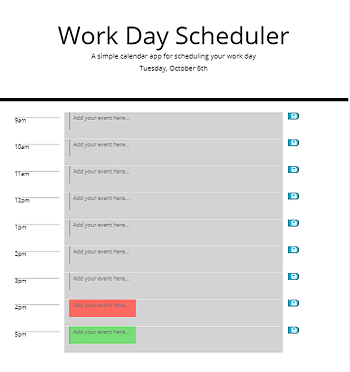 Work Day Scheduler
A simple calendar app for scheduling your work day
Tuesday, October 6th
9am Add your event here...
10am Add your event here...
11am Add your event here...
12pm Add your event here...
1pm Add your event here...
2pm Add your event here...
3pm Add your event here...
2pm Add your event here...
5pm Add your event here...